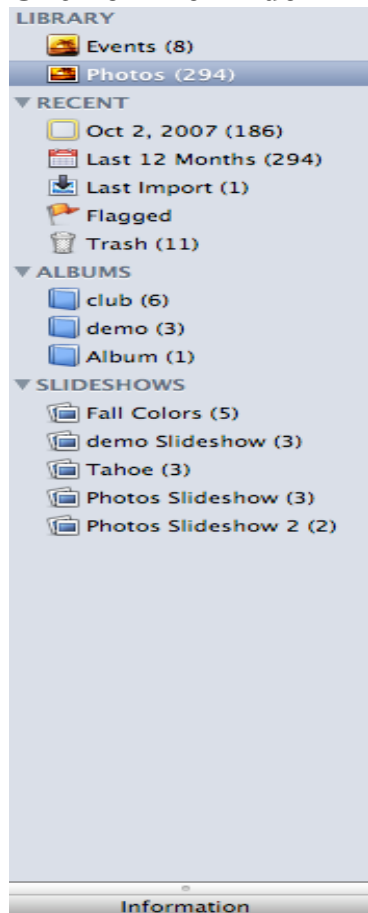 LIBRARY
Events (8)
Photos (294)
RECENT
Oct 2, 2007 (186)
Last 12 Months (294)
Last Import (1)
Flagged
Trash (11)
ALBUMS
club (6)
demo (3)
Album (1)
SLIDESHOWS
Fall Colors (5)
demo Slideshow (3)
Tahoe (3)
Photos Slideshow (3)
Photos Slideshow 2 (2)
Information